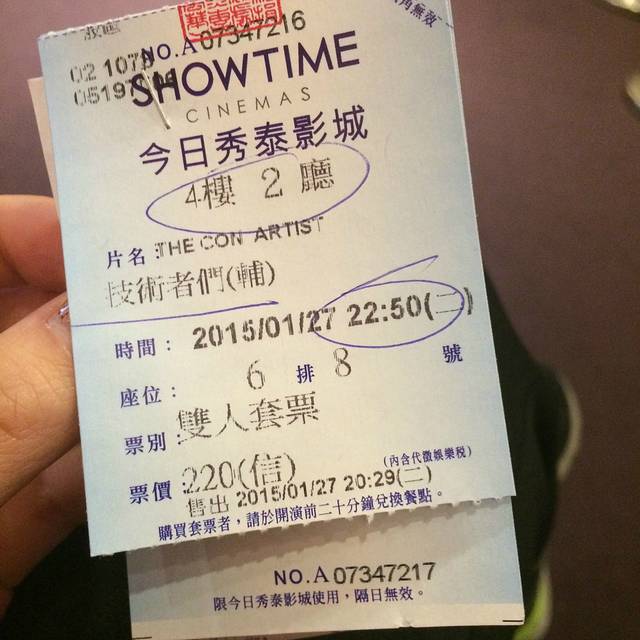 NO.A 07347216
SHOWTIME
CINEMAS
今日秀泰影城
4樓 2 廳
片名：THE CON ARTIST
技術者們(輔)
時間： 2015/01/27 22:50(二)
座位： 6 排 8 號
票別：雙人套票
票價：220(信) (內含代徵娛樂稅)
售出 2015/01/27 20:29(二)
購買套票者，請於開演前二十分鐘兌換餐點。
NO.A 07347217
限今日秀泰影城使用，隔日無效。